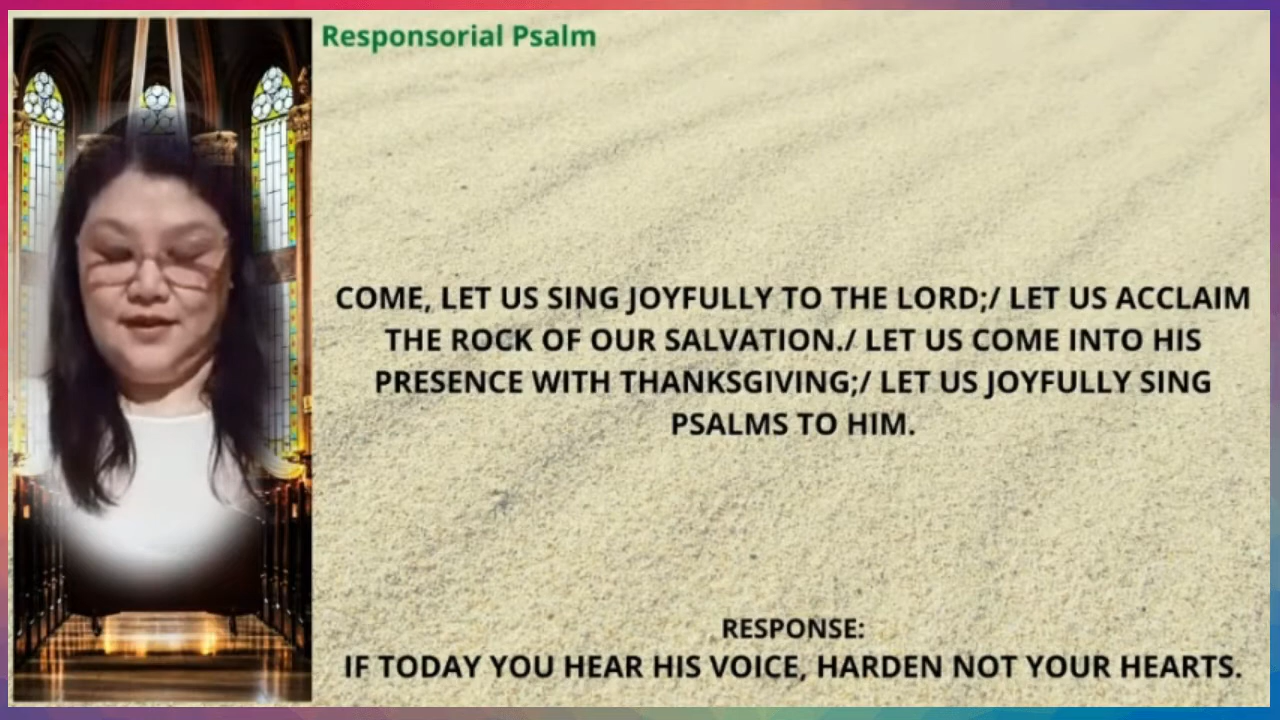 Responsorial Psalm
COME, LET US SING JOYFULLY TO THE LORD;/ LET US ACCLAIM
THE ROCK OF OUR SALVATION./ LET US COME INTO HIS
PRESENCE WITH THANKSGIVING;/ LET US JOYFULLY SING
PSALMS TO HIM.
RESPONSE:
IF TODAY YOU HEAR HIS VOICE, HARDEN NOT YOUR HEARTS.